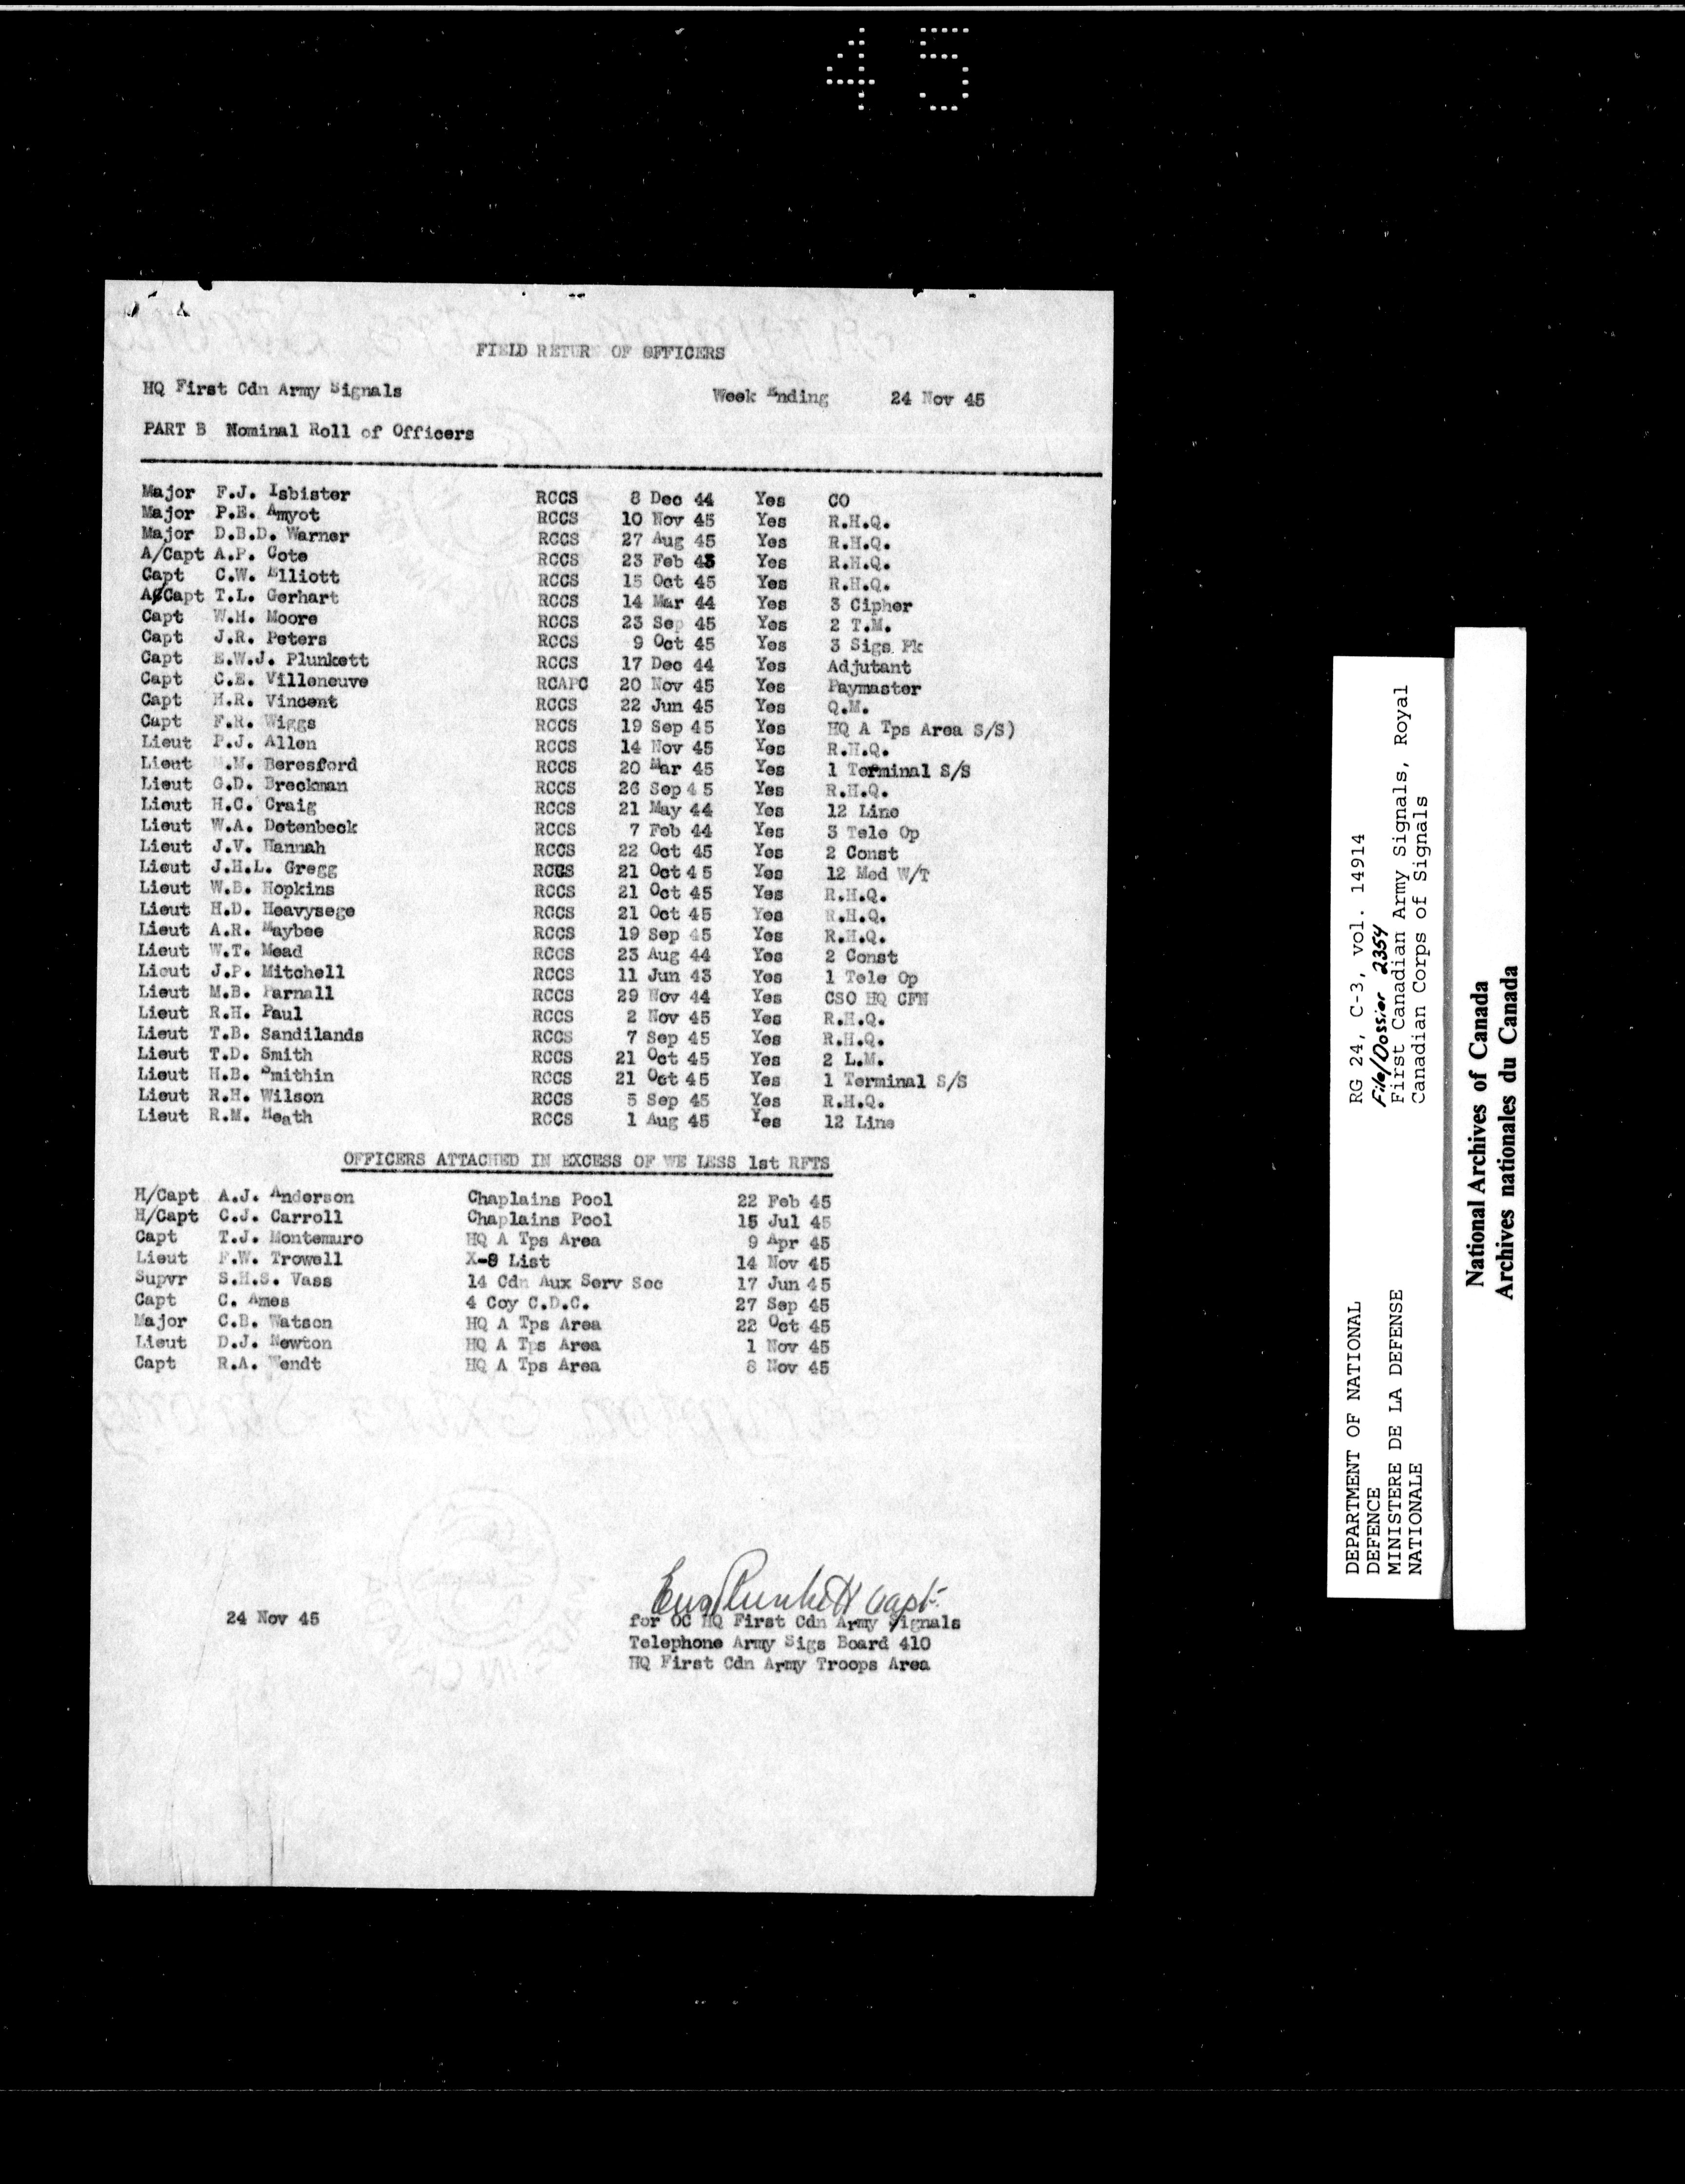 45
FIELD RETUR OF OFFICERS
HQ First Cdn Army Signals Week Ending 24 Nov 45
PART B Nominal Roll of Officers
Major F.J. Isbister RCCS 8 Dec 44 Yes CO
Major P.E. Amyot RCCS 10 Nov 45 Yes R.H.Q.
Major D.B.D. Warner RCCS 27 Aug 45 Yes R.H.Q.
A/Capt A.P. Cote RCCS 23 Feb 43 Yes R.H.Q.
Capt C.W. Elliott RCCS 15 Oct 45 Yes R.H.Q.
A/Capt T.L. Gerhart RCCS 14 Mar 44 Yes 3 Cipher
Capt W.H. Moore RCCS 23 Sep 45 Yes 2 T.M.
Capt J.R. Peters RCCS 9 Oct 45 Yes 3 Sigs Pk
Capt E.W.J. Plunkett RCCS 17 Dec 44 Yes Adjutant
Capt C.E. Villeneuve RCAPC 20 Nov 45 Yes Paymaster
Capt H.R. Vincent RCCS 22 Jun 45 Yes Q.M.
Capt F.R. Wiggs RCCS 19 Sep 45 Yes HQ A Tps Area S/S)
Lieut P.J. Allen RCCS 14 Nov 45 Yes R.H.Q.
Lieut Beresford RCCS 20 Mar 45 Yes 1 Terminal S/S
Lieut G.D. Breckman RCCS 26 Sep 45 Yes R.H.Q.
Lieut H.C. Craig RCCS 21 May 44 Yes 12 Line
Lieut W.A. Detenbeck RCCS 7 Feb 44 Yes 3 Tele Op
Lieut J.V. Hannah RCCS 22 Oct 45 Yes 2 Const
Lieut J.H.L. Gregg RCCS 21 Oct 45 Yes 12 Med W/T
Lieut W.B. Hopkins RCCS 21 Oct 45 Yes R.H.Q.
Lieut H.D. Heavysege RCCS 21 Oct 45 Yes R.H.Q.
Lieut A.R. Maybee RCCS 19 Sep 45 Yes R.H.Q.
Lieut W.T. Mead RCCS 23 Aug 44 Yes 2 Const
Lieut J.P. Mitchell RCCS 11 Jun 43 Yes 1 Tele Op
Lieut M.B. Parnall RCCS 29 Nov 44 Yes CSO HQ CFN
Lieut R.H. Paul RCCS 2 Nov 45 Yes R.H.Q.
Lieut T.B. Sandilands RCCS 7 Sep 45 Yes R.H.Q.
Lieut T.D. Smith RCCS 21 Oct 45 Yes 2 L.M.
Lieut H.B. Smithin RCCS 21 Oct 45 Yes 1 Terminal S/S
Lieut R.H. Wilson RCCS 5 Sep 45 Yes R.H.Q.
Lieut R.M. Heath RCCS 1 Aug 45 Yes 12 Line
OFFICERS ATTACHED IN EXCESS OF WE LESS 1st RFTS
H/Capt A.J. Anderson Chaplains Pool 22 Feb 45
H/Capt C.J. Carroll Chaplains Pool 15 Jul 45
Capt T.J. Montemuro HQ A Tps Area 9 Apr 45
Lieut F.W. Trowell X-8 List 14 Nov 45
Supvr S.H.S. Vass 14 Cdn Aux Serv Sec 17 Jun 45
Capt C. Ames 4 Coy C.D.C. 27 Sep 45
Major C.B. Watson HQ A Tps Area 22 Oct 45
Lieut D.J. Newton HQ A Tps Area 1 Nov 45
Capt R.A. Wendt HQ A Tps Area 8 Nov 45
EWJ Plunkett Capt.
24 Nov 45 for OC HQ First Cdn Army Signals
Telephone Army Sigs Board 410
HQ First Cdn Army Troops Area
DEPARTMENT OF NATIONAL RG 24, C-3, vol. 14914
DEFENCE File/Dossier 2354
MINISTERE DE LA DEFENSE First Canadian Army Signals, Royal
NATIONALE Canadian Corps of Signals
National Archives of Canada
Archives nationales du Canada